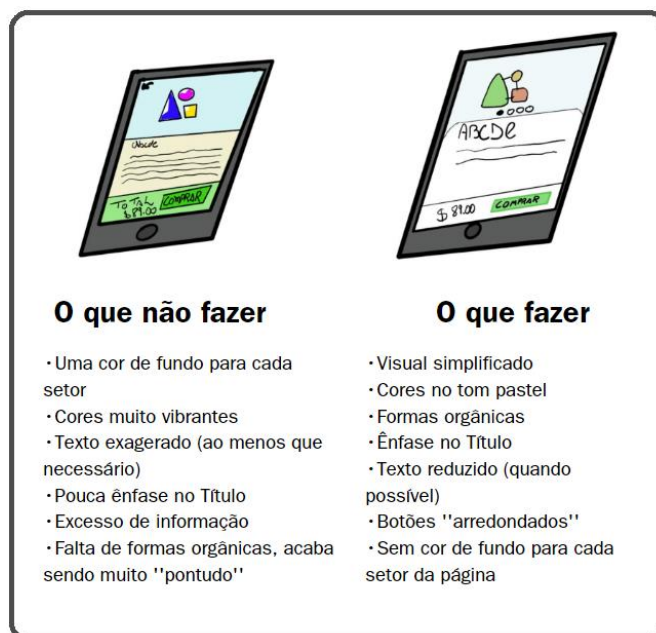 Abcde
TOTAL
$ 89.00
COMPRAR
ABCDe
$ 89.00
COMPRAR
O que não fazer
· Uma cor de fundo para cada
setor
· Cores muito vibrantes
· Texto exagerado (ao menos que
necessário)
· Pouca ênfase no Título
· Excesso de informação
· Falta de formas orgânicas, acaba
sendo muito ''pontudo''
O que fazer
· Visual simplificado
· Cores no tom pastel
· Formas orgânicas
· Ênfase no Título
· Texto reduzido (quando
possível)
· Botões ''arredondados''
· Sem cor de fundo para cada
setor da página